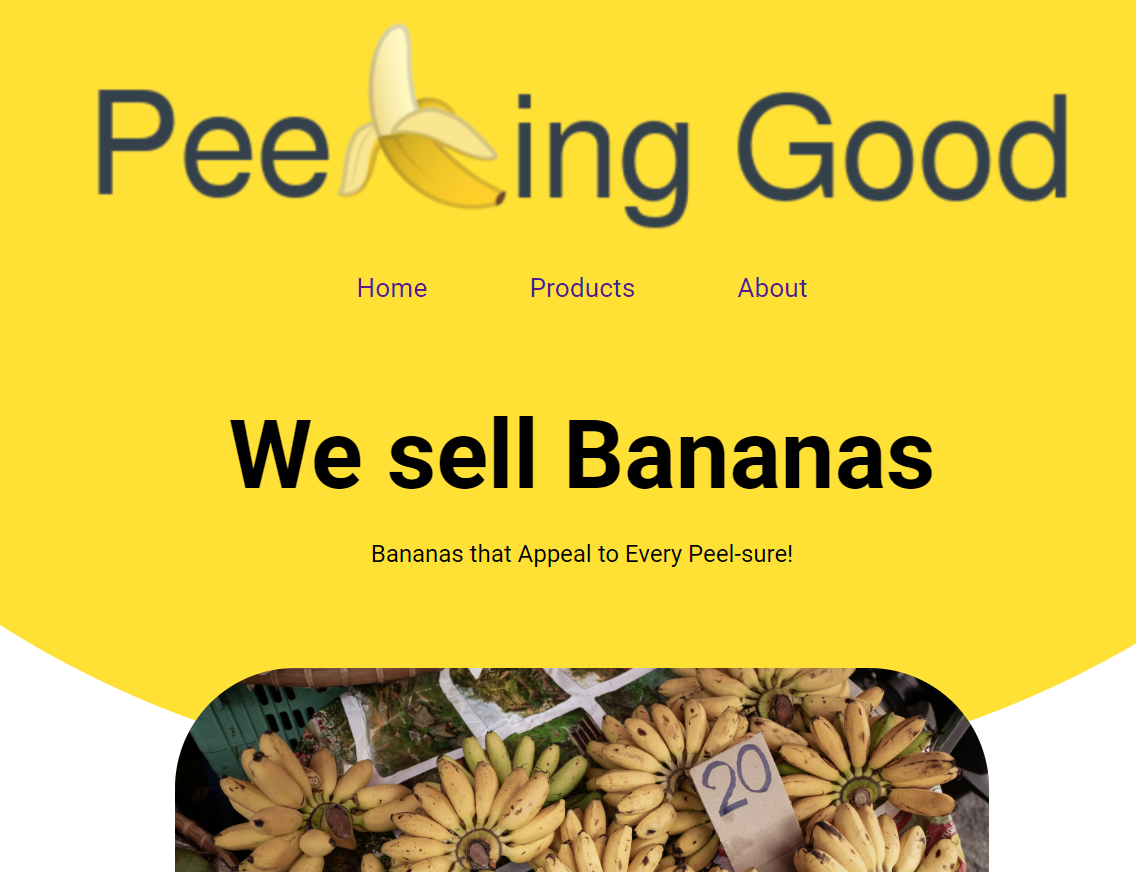 Pee🍌ing Good
Home Products About
We sell Bananas
Bananas that Appeal to Every Peel-sure!
20